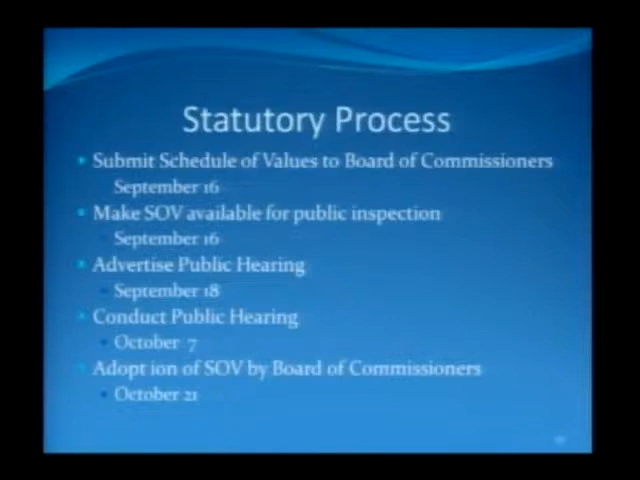 Statutory Process
Submit Schedule of Values to Board of Commissioners
September 16
Make SOV available for public inspection
September 16
Advertise Public Hearing
September 18
Conduct Public Hearing
October 7
Adopt ion of SOV by Board of Commissioners
October 21